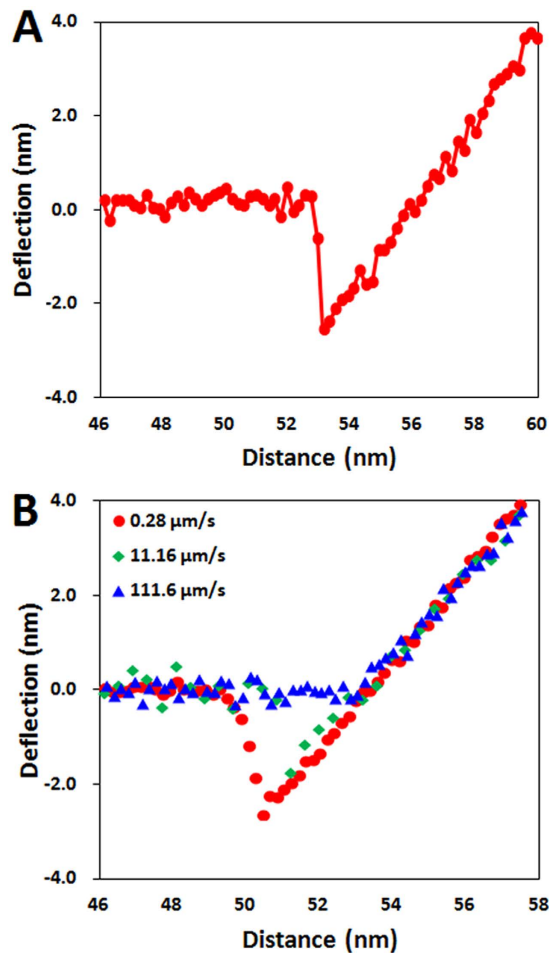 A
4.0
2.0
0.0
-2.0
-4.0
Deflection (nm)
46 48 50 52 54 56 58 60
Distance (nm)
B
4.0
2.0
0.0
-2.0
-4.0
Deflection (nm)
0.28 μm/s
11.16 μm/s
111.6 μm/s
46 48 50 52 54 56 58
Distance (nm)